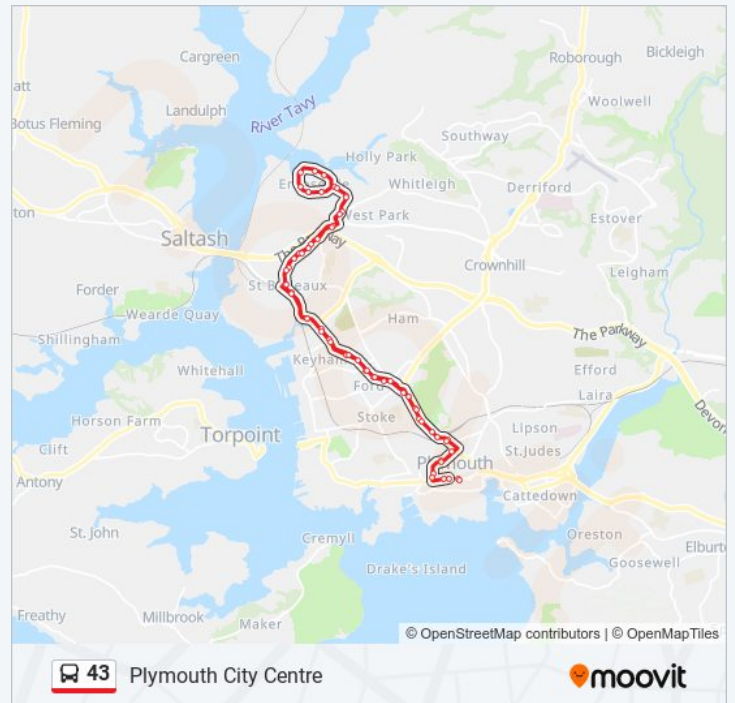 Cargreen
Roborough
Bickleigh
att
Landulph
Woolwell
Botus Fleming
River Tavy
Southway
Holly Park
Whitleigh
Derriford
ton
West Park
Estover
Saltash
The Parkway
Crownhill
Leigham
Forder
Wearde Quay
Ham
The Parkway
Shillingham
Keyham
Efford
Whitehall
Laira
Devon
Stoke
Horson Farm
Lipson
Torpoint
St.Judes
Clift
Plymouth
Antony
Cattedown
St. John
Oreston
Cremyll
Elburt
Drake's Island
Goosewell
Freathy
Millbrook
Maker
© OpenStreetMap contributors | © OpenMapTiles
43 Plymouth City Centre
moovit